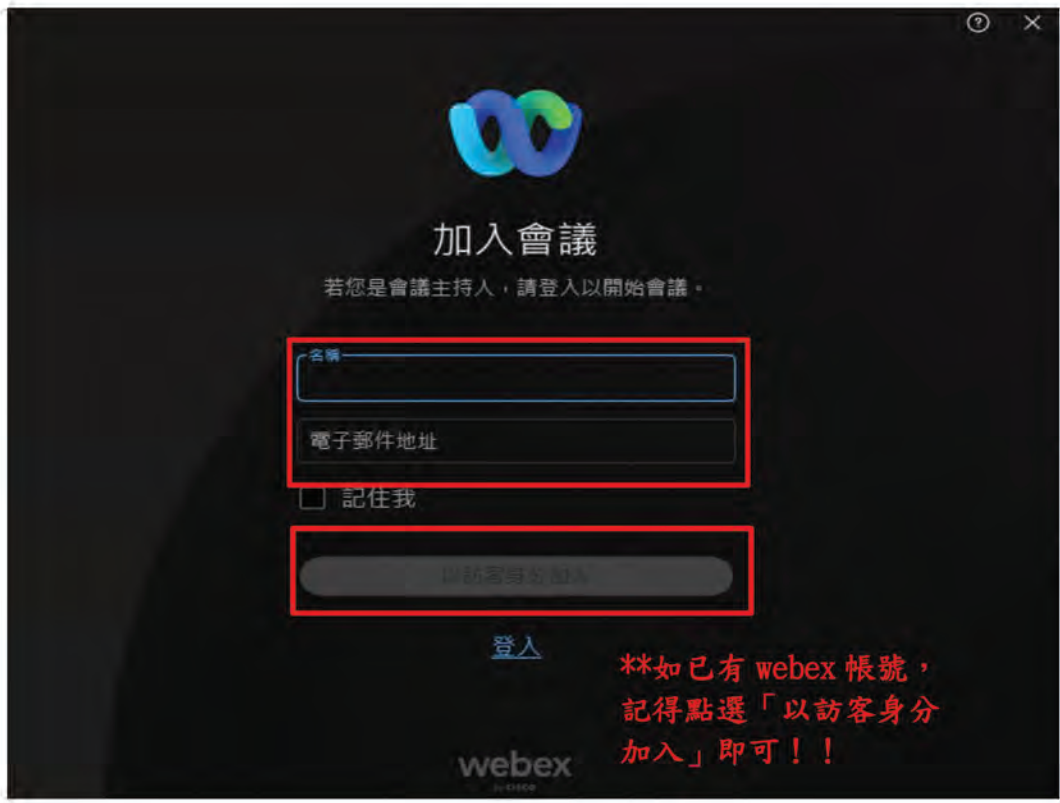 加入會議
若您是會議主持人，請登入以開始會議。
名稱
電子郵件地址
記住我
以訪客身分加入
登入
**如已有 webex 帳號，
記得點選「以訪客身分
加入」即可！！
webex
by CISCO